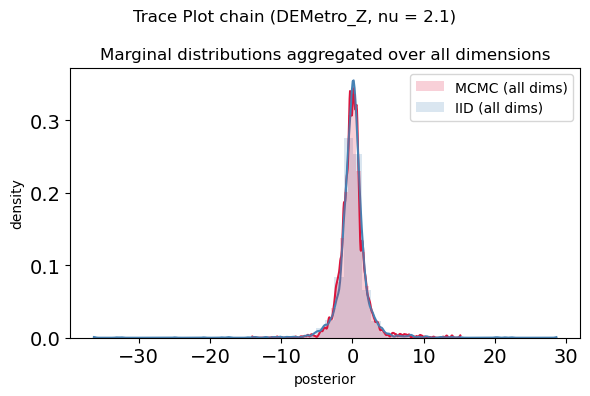 Trace Plot chain (DEMetro_Z, nu = 2.1)
Marginal distributions aggregated over all dimensions
MCMC (all dims)
IID (all dims)
density
0.3
0.2
0.1
0.0
−30 −20 −10 0 10 20 30
posterior